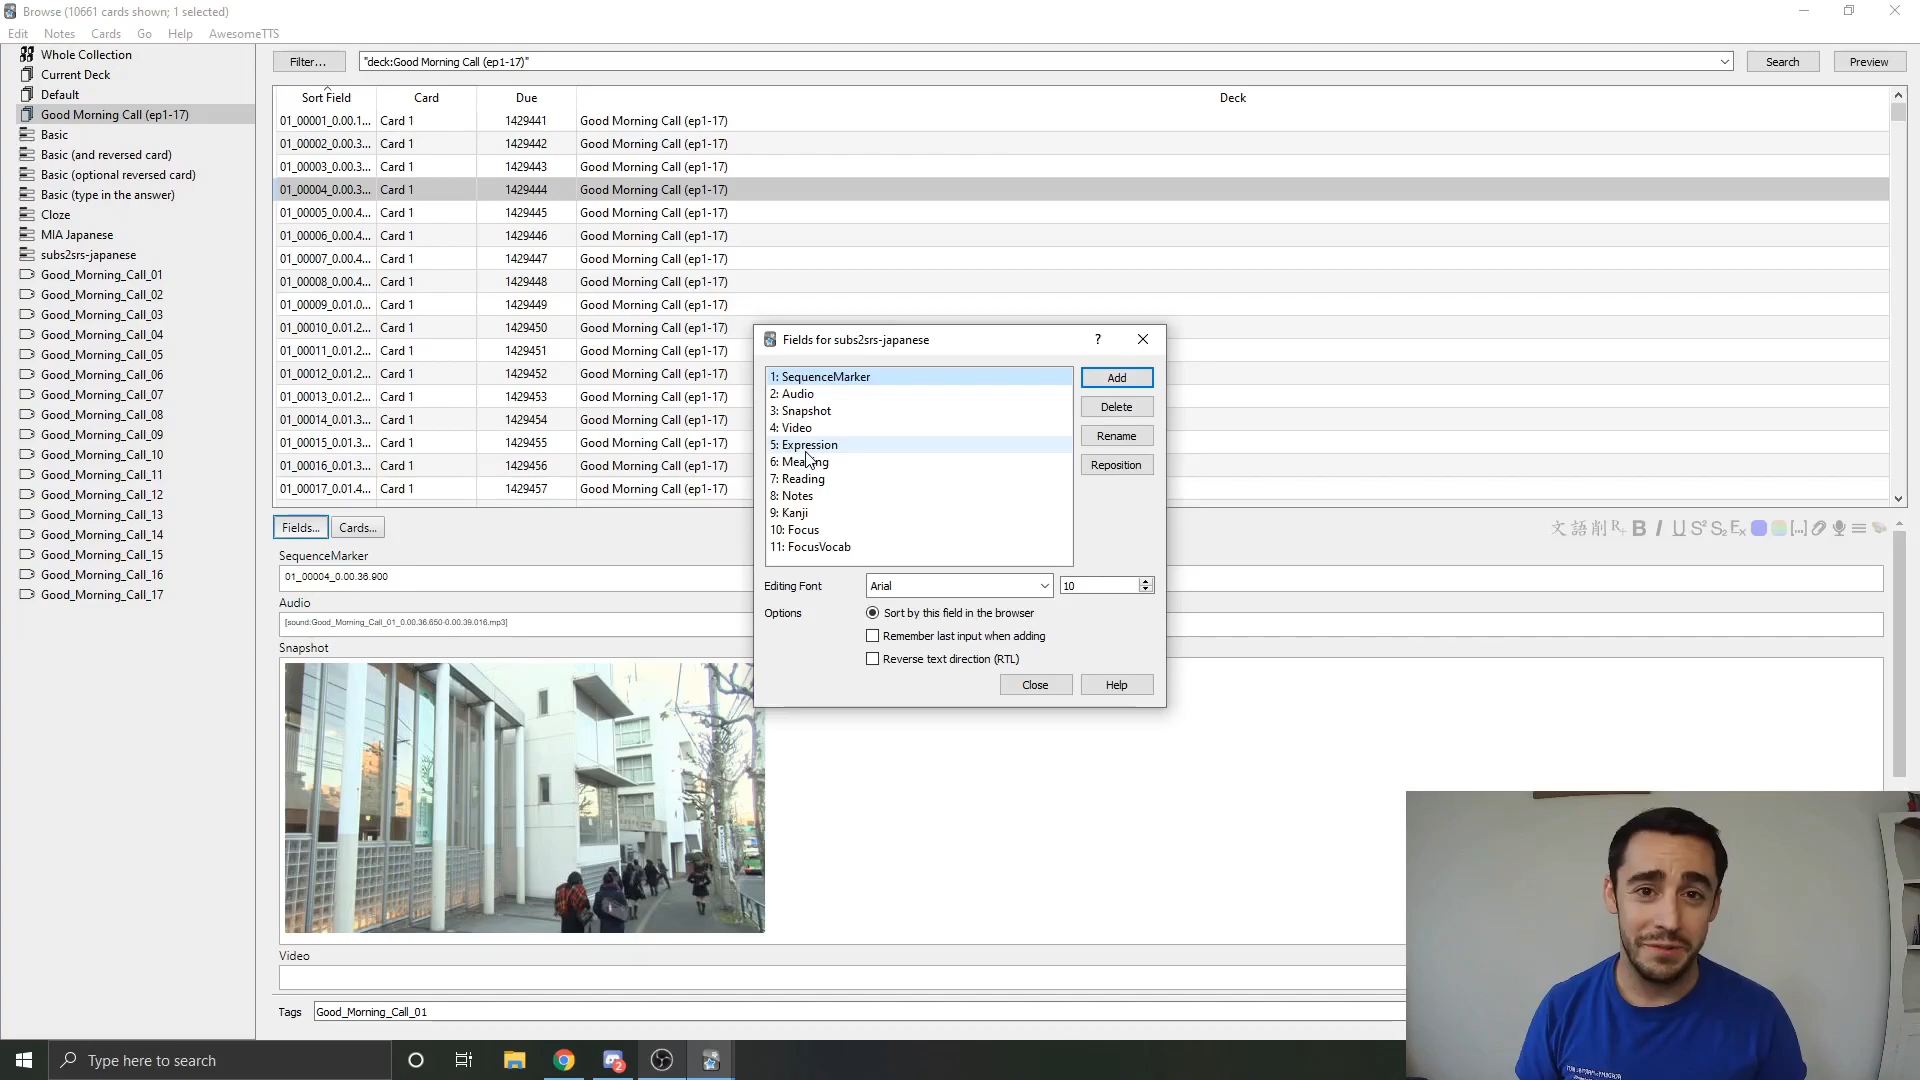 Browse (10661 cards shown; 1 selected)
Edit Notes Cards Go Help AwesomeTTS
Whole Collection
Current Deck
Default
Good Morning Call (ep1-17)
Basic
Basic (and reversed card)
Basic (optional reversed card)
Basic (type in the answer)
Cloze
MIA Japanese
subs2srs-japanese
Good_Morning_Call_01
Good_Morning_Call_02
Good_Morning_Call_03
Good_Morning_Call_04
Good_Morning_Call_05
Good_Morning_Call_06
Good_Morning_Call_07
Good_Morning_Call_08
Good_Morning_Call_09
Good_Morning_Call_10
Good_Morning_Call_11
Good_Morning_Call_12
Good_Morning_Call_13
Good_Morning_Call_14
Good_Morning_Call_15
Good_Morning_Call_16
Good_Morning_Call_17
Filter... "deck:Good Morning Call (ep1-17)" Search Preview
Sort Field Card Due Deck
01_00001_0.00.1... Card 1 1429441 Good Morning Call (ep1-17)
01_00002_0.00.3... Card 1 1429442 Good Morning Call (ep1-17)
01_00003_0.00.3... Card 1 1429443 Good Morning Call (ep1-17)
01_00004_0.00.3... Card 1 1429444 Good Morning Call (ep1-17)
01_00005_0.00.4... Card 1 1429445 Good Morning Call (ep1-17)
01_00006_0.00.4... Card 1 1429446 Good Morning Call (ep1-17)
01_00007_0.00.4... Card 1 1429447 Good Morning Call (ep1-17)
01_00008_0.00.4... Card 1 1429448 Good Morning Call (ep1-17)
01_00009_0.01.0... Card 1 1429449 Good Morning Call (ep1-17)
01_00010_0.01.2... Card 1 1429450 Good Morning Call (ep1-17)
01_00011_0.01.2... Card 1 1429451 Good Morning Call (ep1-17)
01_00012_0.01.2... Card 1 1429452 Good Morning Call (ep1-17)
01_00013_0.01.2... Card 1 1429453 Good Morning Call (ep1-17)
01_00014_0.01.3... Card 1 1429454 Good Morning Call (ep1-17)
01_00015_0.01.3... Card 1 1429455 Good Morning Call (ep1-17)
01_00016_0.01.3... Card 1 1429456 Good Morning Call (ep1-17)
01_00017_0.01.4... Card 1 1429457 Good Morning Call (ep1-17)
Fields for subs2srs-japanese ?
1: SequenceMarker
2: Audio
3: Snapshot
4: Video
5: Expression
6: Meaning
7: Reading
8: Notes
9: Kanji
10: Focus
11: FocusVocab
Add
Delete
Rename
Reposition
Editing Font Arial 10
Options Sort by this field in the browser
Remember last input when adding
Reverse text direction (RTL)
Close Help
Fields... Cards...
文 語 削 B I U S² S₂ Ex [...]
SequenceMarker
01_00004_0.00.36.900
Audio
[sound:Good_Morning_Call_01_0.00.36.650-0.00.39.016.mp3]
Snapshot
Video
Tags Good_Morning_Call_01
Type here to search
2